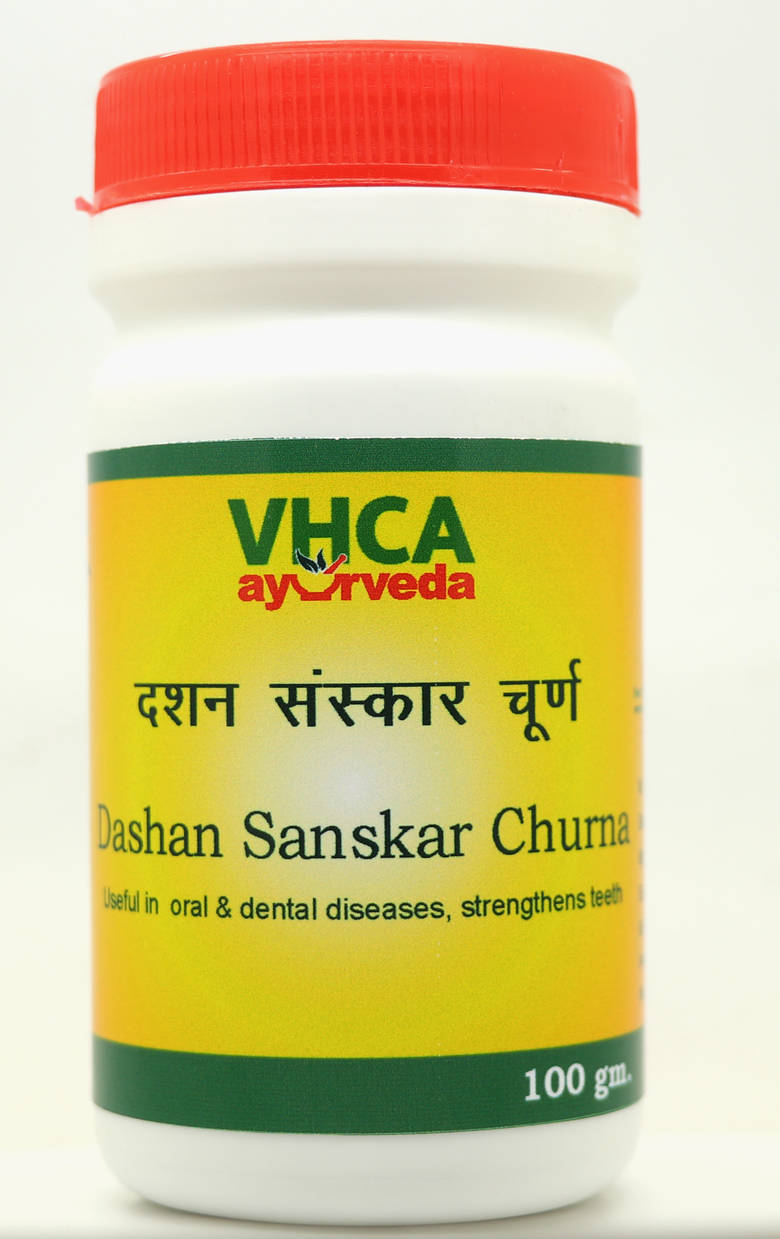 VHCA
ayurveda
दशन संस्कार चूर्ण
Dashan Sanskar Churna
Useful in oral & dental diseases, strengthens teeth
100 gm.